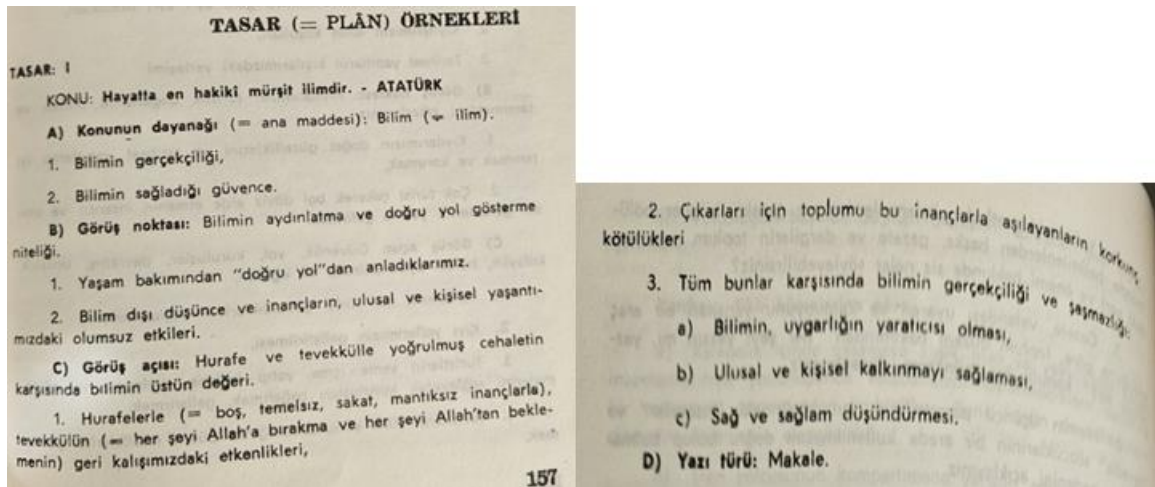 TASAR (= PLÂN) ÖRNEKLERİ
TASAR: I
KONU: Hayatta en hakikî mürşit ilimdir. - ATATÜRK
A) Konunun dayanağı (= ana maddesi): Bilim (= ilim).
1. Bilimin gerçekçiliği,
2. Bilimin sağladığı güvence.
B) Görüş noktası: Bilimin aydınlatma ve doğru yol gösterme
niteliği.
1. Yaşam bakımından "doğru yol"dan anladıklarımız.
2. Bilim dışı düşünce ve inançların, ulusal ve kişisel yaşantı-
mızdaki olumsuz etkileri.
C) Görüş açısı: Hurafe ve tevekkülle yoğrulmuş cehaletin
karşısında bilimin üstün değeri.
1. Hurafelerle (= boş, temelsiz, sakat, mantıksız inançlarla),
tevekkülün (= her şeyi Allah'a bırakma ve her şeyi Allah'tan bekle-
menin) geri kalışımızdaki etkenlikleri,
157
2. Çıkarları için toplumu bu inançlarla aşılayanların korkunç
kötülükleri
3. Tüm bunlar karşısında bilimin gerçekçiliği ve şaşmazlığı:
a) Bilimin, uygarlığın yaratıcısı olması,
b) Ulusal ve kişisel kalkınmayı sağlaması,
c) Sağ ve sağlam düşündürmesi.
D) Yazı türü: Makale.